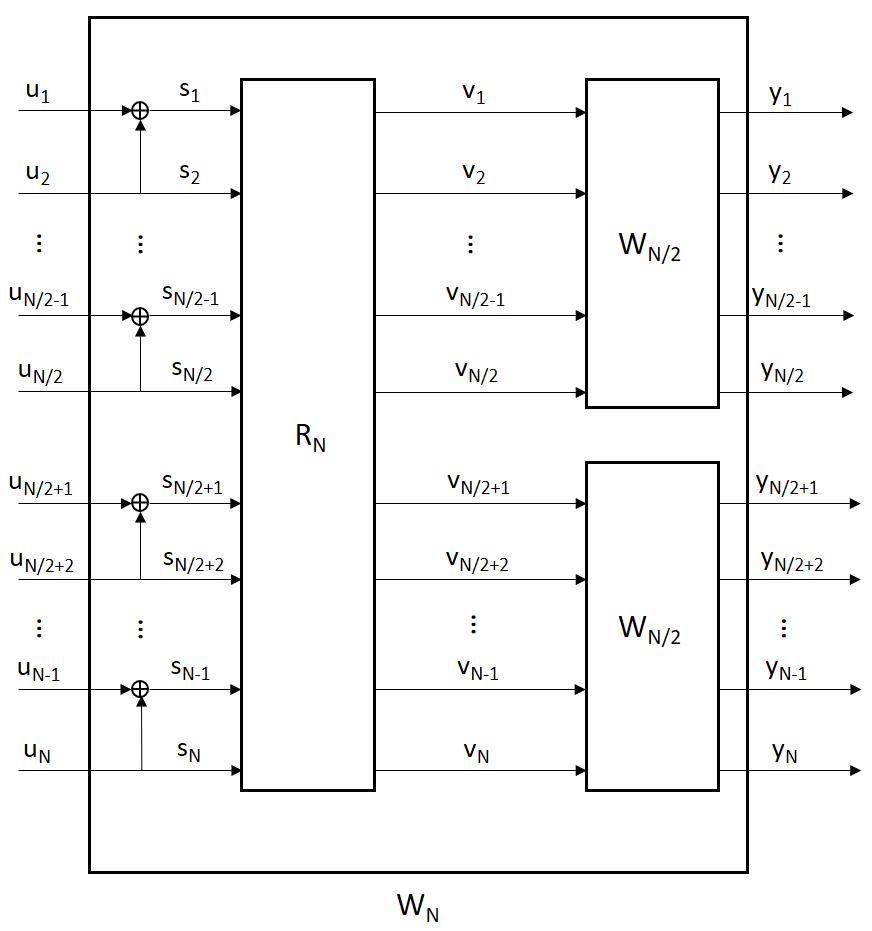 u1 s1 v1 y1
u2 s2 v2 y2
⋮ ⋮ ⋮ WN/2 ⋮
uN/2-1 sN/2-1 vN/2-1 yN/2-1
uN/2 sN/2 vN/2 yN/2
RN
uN/2+1 sN/2+1 vN/2+1 yN/2+1
uN/2+2 sN/2+2 vN/2+2 yN/2+2
⋮ ⋮ ⋮ WN/2 ⋮
uN-1 sN-1 vN-1 yN-1
uN sN vN yN
WN